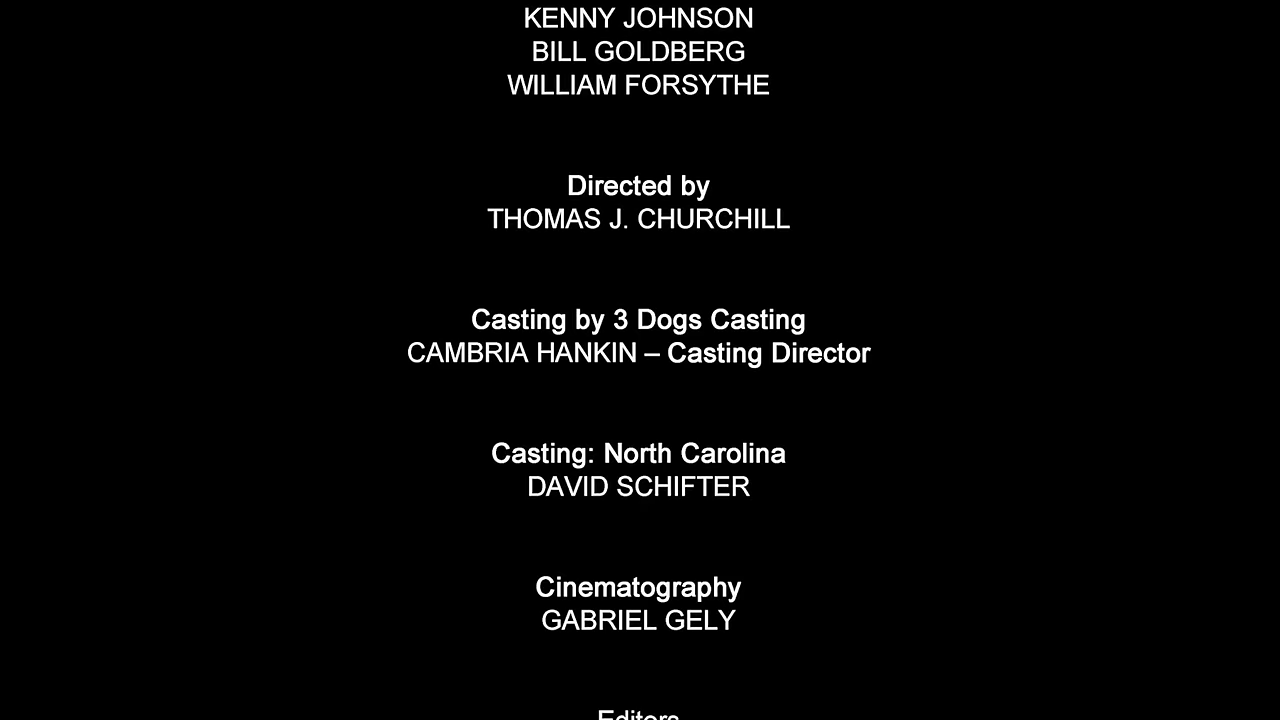 KENNY JOHNSON
BILL GOLDBERG
WILLIAM FORSYTHE
Directed by
THOMAS J. CHURCHILL
Casting by 3 Dogs Casting
CAMBRIA HANKIN – Casting Director
Casting: North Carolina
DAVID SCHIFTER
Cinematography
GABRIEL GELY
Editors